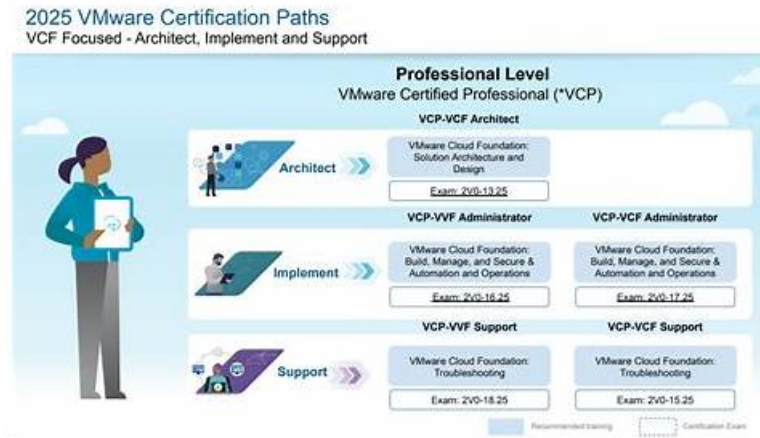 2025 VMware Certification Paths
VCF Focused - Architect, Implement and Support
Professional Level
VMware Certified Professional (*VCP)
VCP-VCF Architect
Architect
VMware Cloud Foundation:
Solution Architecture and
Design
Exam: 2V0-13.25
VCP-VVF Administrator
VCP-VCF Administrator
Implement
VMware Cloud Foundation:
Build, Manage, and Secure &
Automation and Operations
Exam: 2V0-16.25
VMware Cloud Foundation:
Build, Manage, and Secure &
Automation and Operations
Exam: 2V0-17.25
VCP-VVF Support
VCP-VCF Support
Support
VMware Cloud Foundation:
Troubleshooting
Exam: 2V0-18.25
VMware Cloud Foundation:
Troubleshooting
Exam: 2V0-15.25
Recommended training
Certification Exam